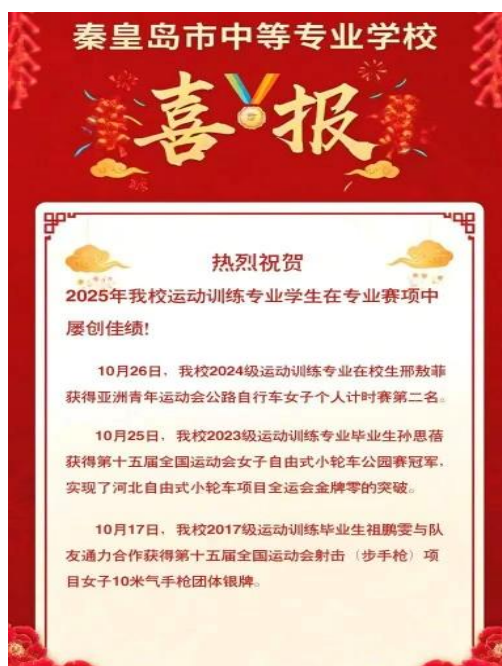 秦皇岛市中等专业学校
喜报
热烈祝贺
2025年我校运动训练专业学生在专业赛项中
屡创佳绩!
10月26日，我校2024级运动训练专业在校生邢敖菲
获得亚洲青年运动会公路自行车女子个人计时赛第二名。
10月25日，我校2023级运动训练专业毕业生孙思蓓
获得第十五届全国运动会女子自由式小轮车公园赛冠军，
实现了河北自由式小轮车项目全运会金牌零的突破。
10月17日，我校2017级运动训练毕业生祖鹏雯与队
友通力合作获得第十五届全国运动会射击（步手枪）项
目女子10米气手枪团体银牌。